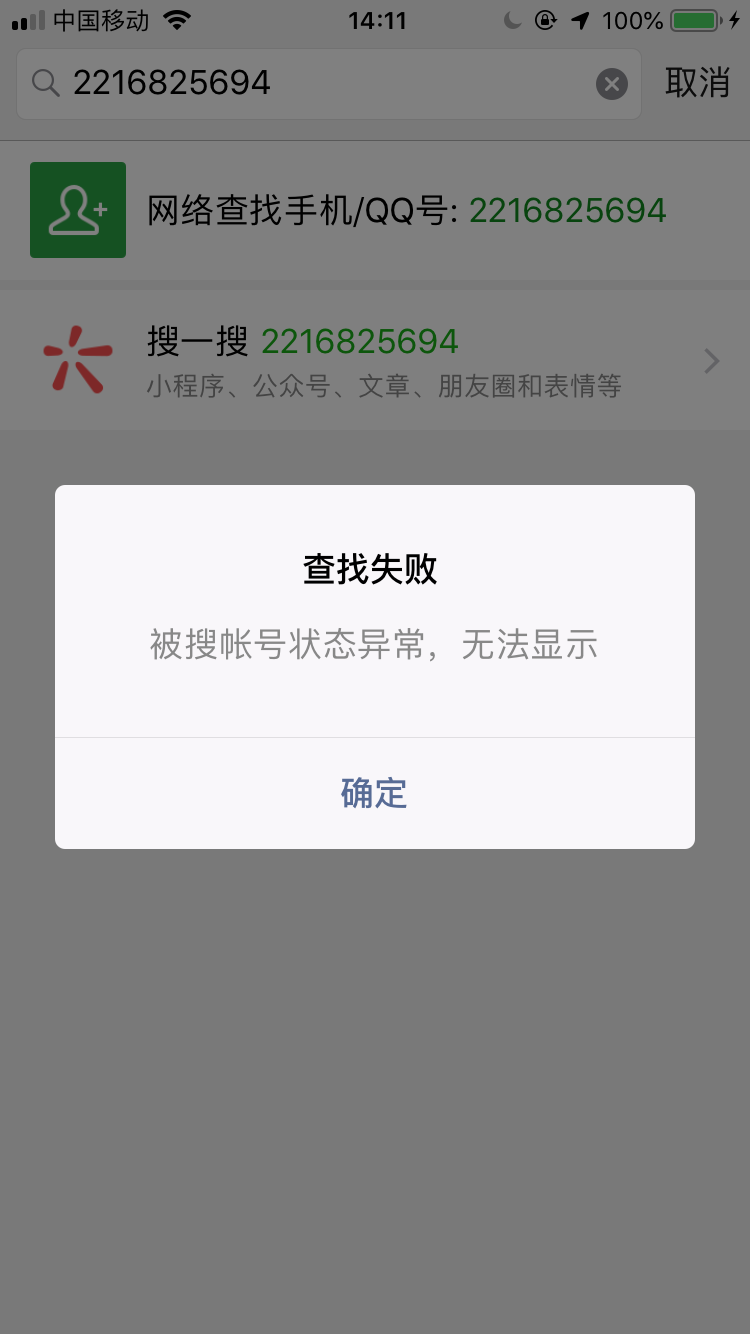 中国移动 14:11 100%
2216825694 取消
网络查找手机/QQ号: 2216825694
搜一搜 2216825694
小程序、公众号、文章、朋友圈和表情等
查找失败
被搜帐号状态异常，无法显示
确定